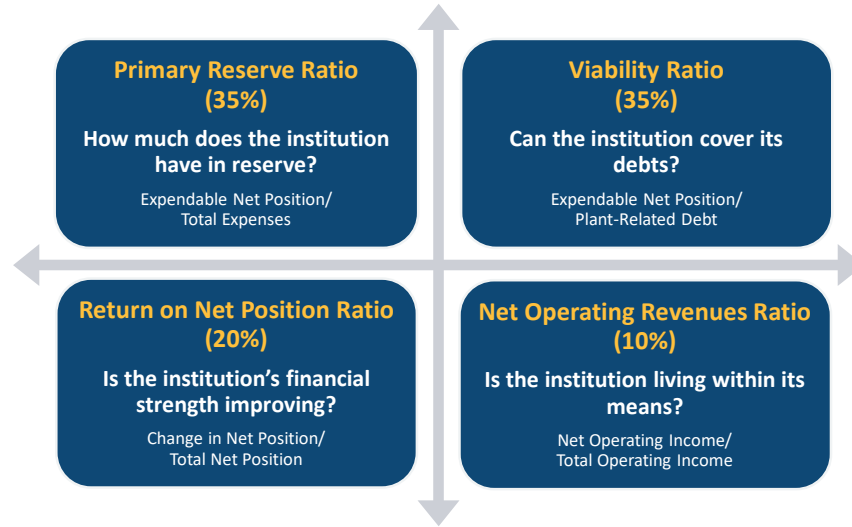 Primary Reserve Ratio
(35%)
How much does the institution
have in reserve?
Expendable Net Position/
Total Expenses
Viability Ratio
(35%)
Can the institution cover its
debts?
Expendable Net Position/
Plant-Related Debt
Return on Net Position Ratio
(20%)
Is the institution’s financial
strength improving?
Change in Net Position/
Total Net Position
Net Operating Revenues Ratio
(10%)
Is the institution living within its
means?
Net Operating Income/
Total Operating Income